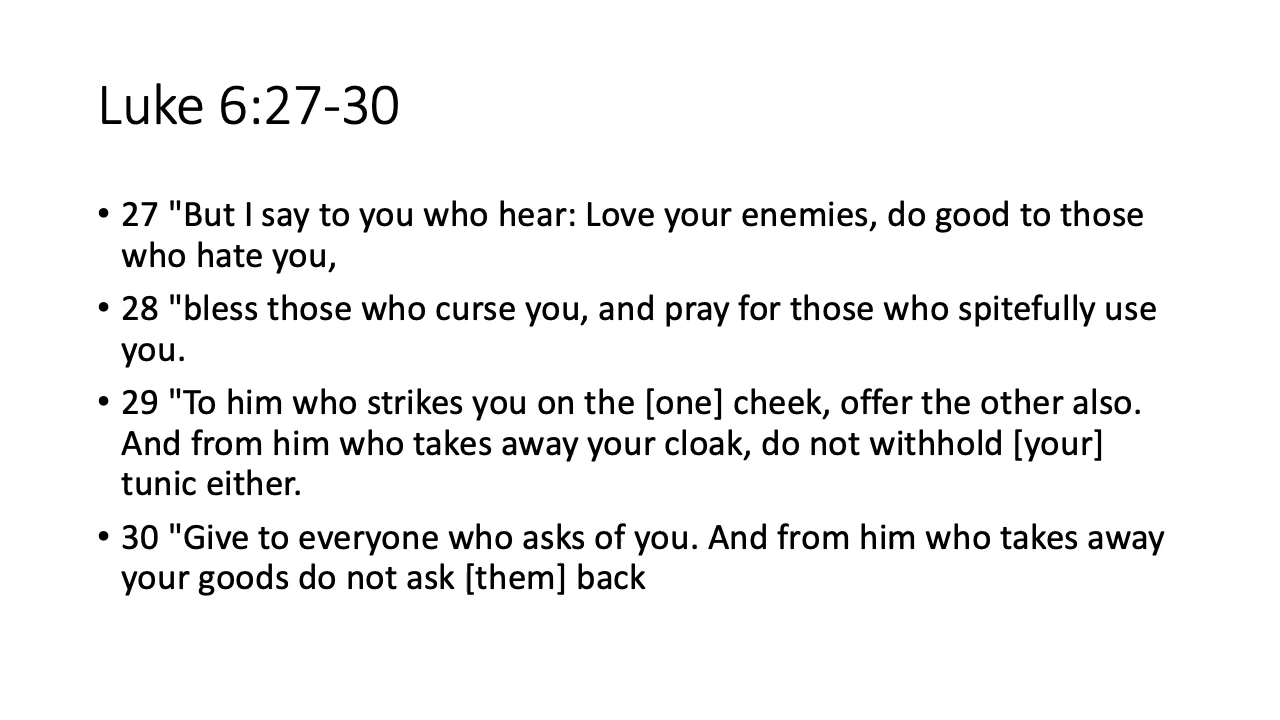 Luke 6:27-30
• 27 "But I say to you who hear: Love your enemies, do good to those
who hate you,
• 28 "bless those who curse you, and pray for those who spitefully use
you.
• 29 "To him who strikes you on the [one] cheek, offer the other also.
And from him who takes away your cloak, do not withhold [your]
tunic either.
• 30 "Give to everyone who asks of you. And from him who takes away
your goods do not ask [them] back